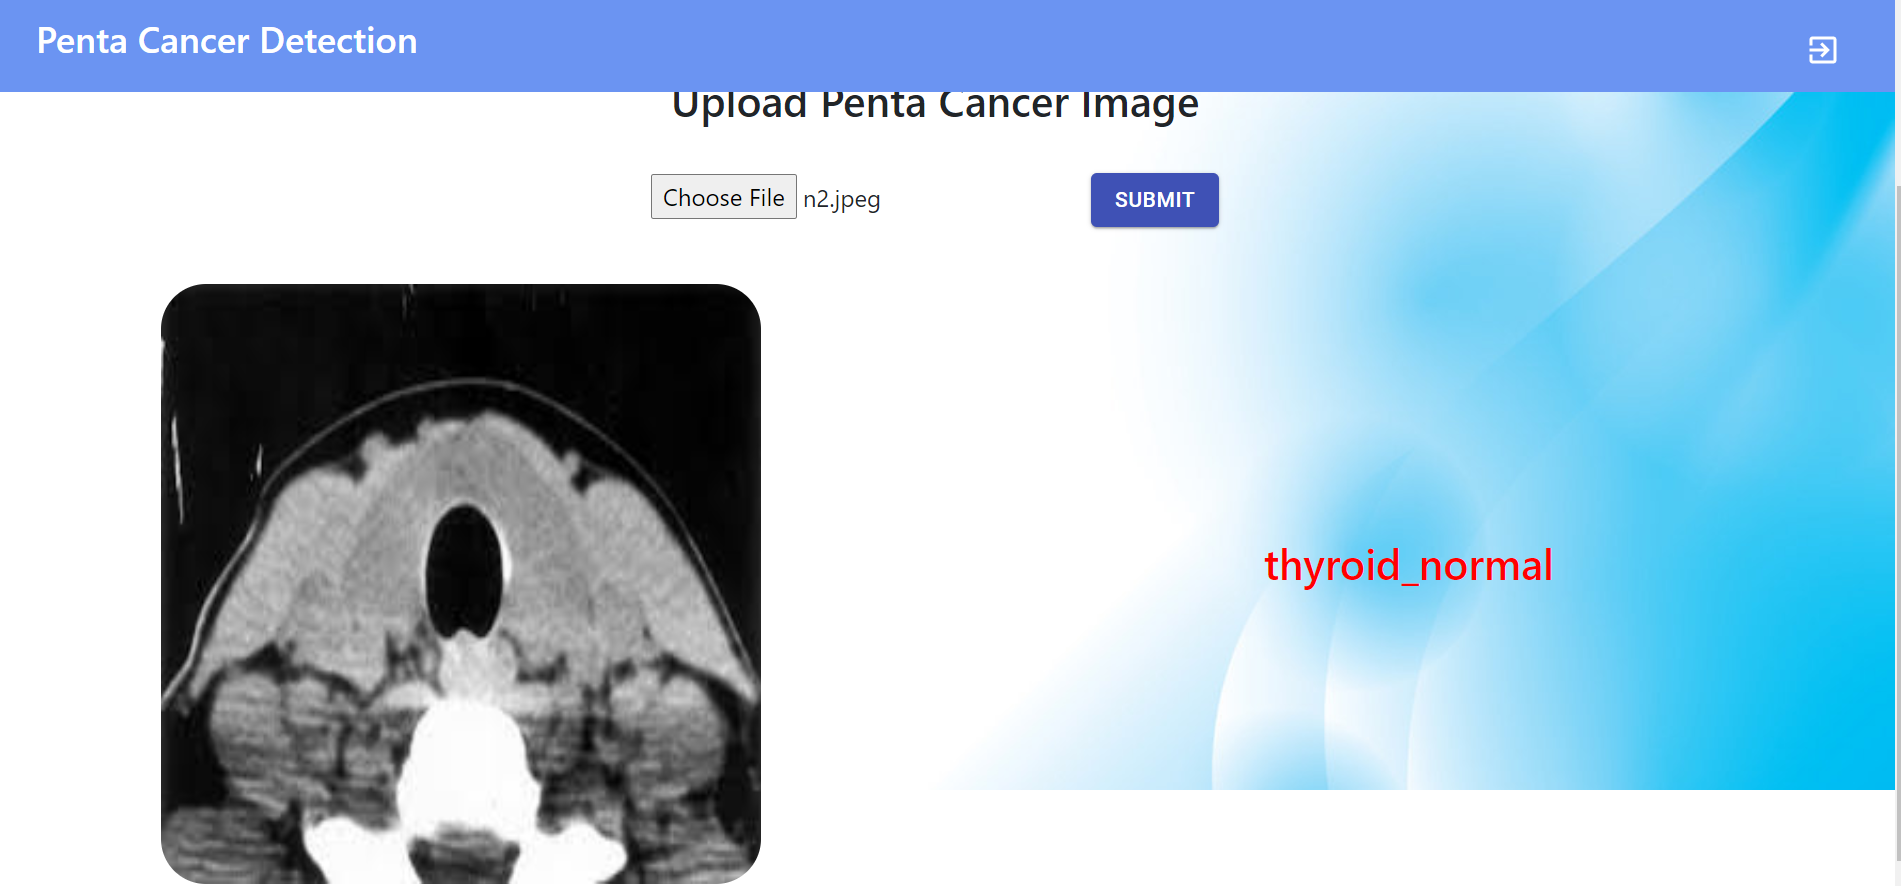 Penta Cancer Detection
Upload Penta Cancer Image
Choose File n2.jpeg
SUBMIT
thyroid_normal